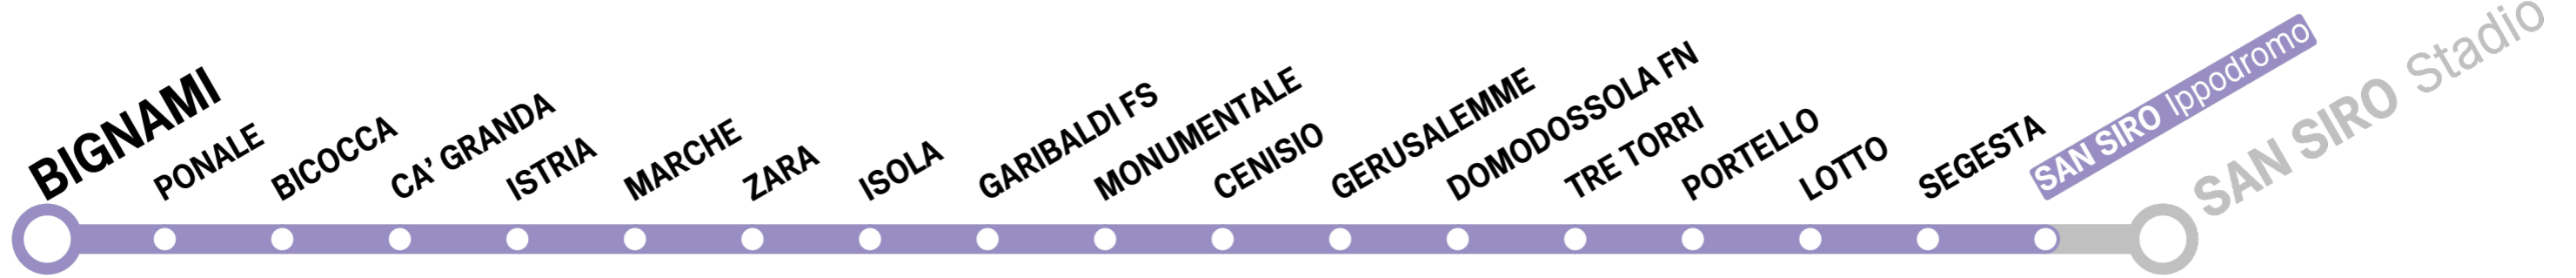 BIGNAMI
PONALE
BICOCCA
CA’ GRANDA
ISTRIA
MARCHE
ZARA
ISOLA
GARIBALDI FS
MONUMENTALE
CENISIO
GERUSALEMME
DOMODOSSOLA FN
TRE TORRI
PORTELLO
LOTTO
SEGESTA
SAN SIRO Ippodromo
SAN SIRO Stadio